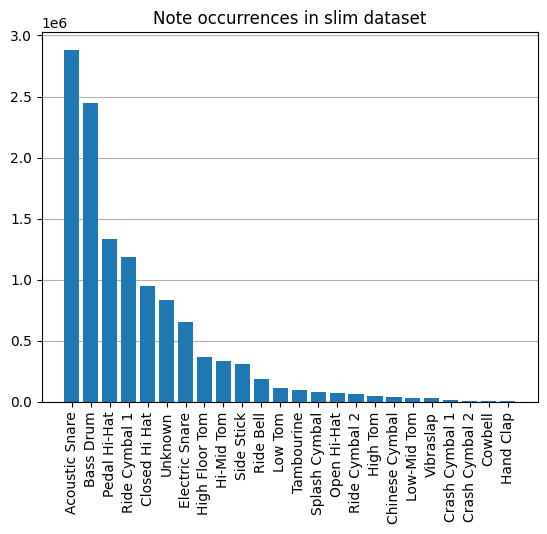 Note occurrences in slim dataset
1e6
3.0
2.5
2.0
1.5
1.0
0.5
0.0
Acoustic Snare
Bass Drum
Pedal Hi-Hat
Ride Cymbal 1
Closed Hi Hat
Unknown
Electric Snare
High Floor Tom
Hi-Mid Tom
Side Stick
Ride Bell
Low Tom
Tambourine
Splash Cymbal
Open Hi-Hat
Ride Cymbal 2
High Tom
Chinese Cymbal
Low-Mid Tom
Vibraslap
Crash Cymbal 1
Crash Cymbal 2
Cowbell
Hand Clap